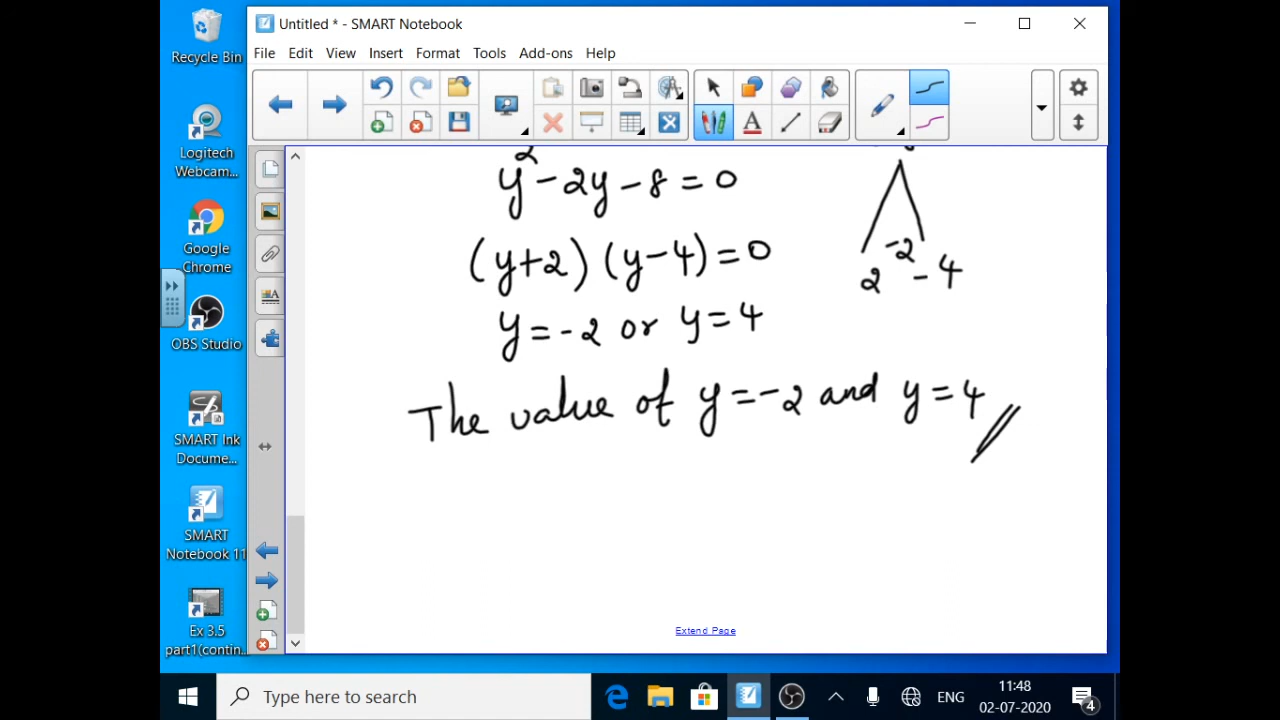 Recycle Bin
Logitech
Webcam...
Google
Chrome
OBS Studio
SMART Ink
Docume...
SMART
Notebook 11
Ex 3.5
part1(contin...
Untitled * - SMART Notebook
File Edit View Insert Format Tools Add-ons Help
y² - 2y - 8 = 0
(y+2) (y-4) = 0
y = -2 or y = 4
The value of y = -2 and y = 4 //
-2
2 -4
Extend Page
Type here to search
ENG
11:48
02-07-2020
4